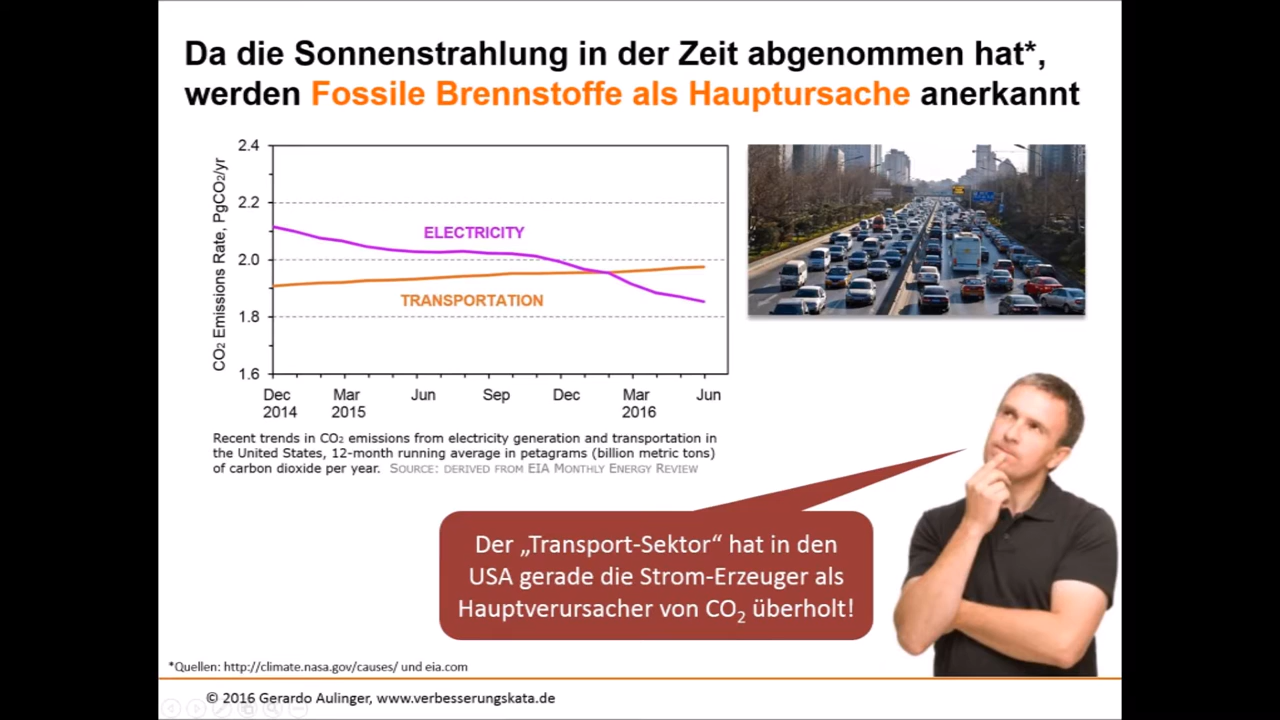 Da die Sonnenstrahlung in der Zeit abgenommen hat*,
werden Fossile Brennstoffe als Hauptursache anerkannt
CO2 Emissions Rate, PgCO2/yr
2.4
2.2
2.0
1.8
1.6
ELECTRICITY
TRANSPORTATION
Dec Mar Jun Sep Dec Mar Jun
2014 2015 2016
Recent trends in CO2 emissions from electricity generation and transportation in
the United States, 12-month running average in petagrams (billion metric tons)
of carbon dioxide per year. SOURCE: DERIVED FROM EIA MONTHLY ENERGY REVIEW
Der „Transport-Sektor“ hat in den
USA gerade die Strom-Erzeuger als
Hauptverursacher von CO2 überholt!
*Quellen: http://climate.nasa.gov/causes/ und eia.com
© 2016 Gerardo Aulinger, www.verbesserungskata.de